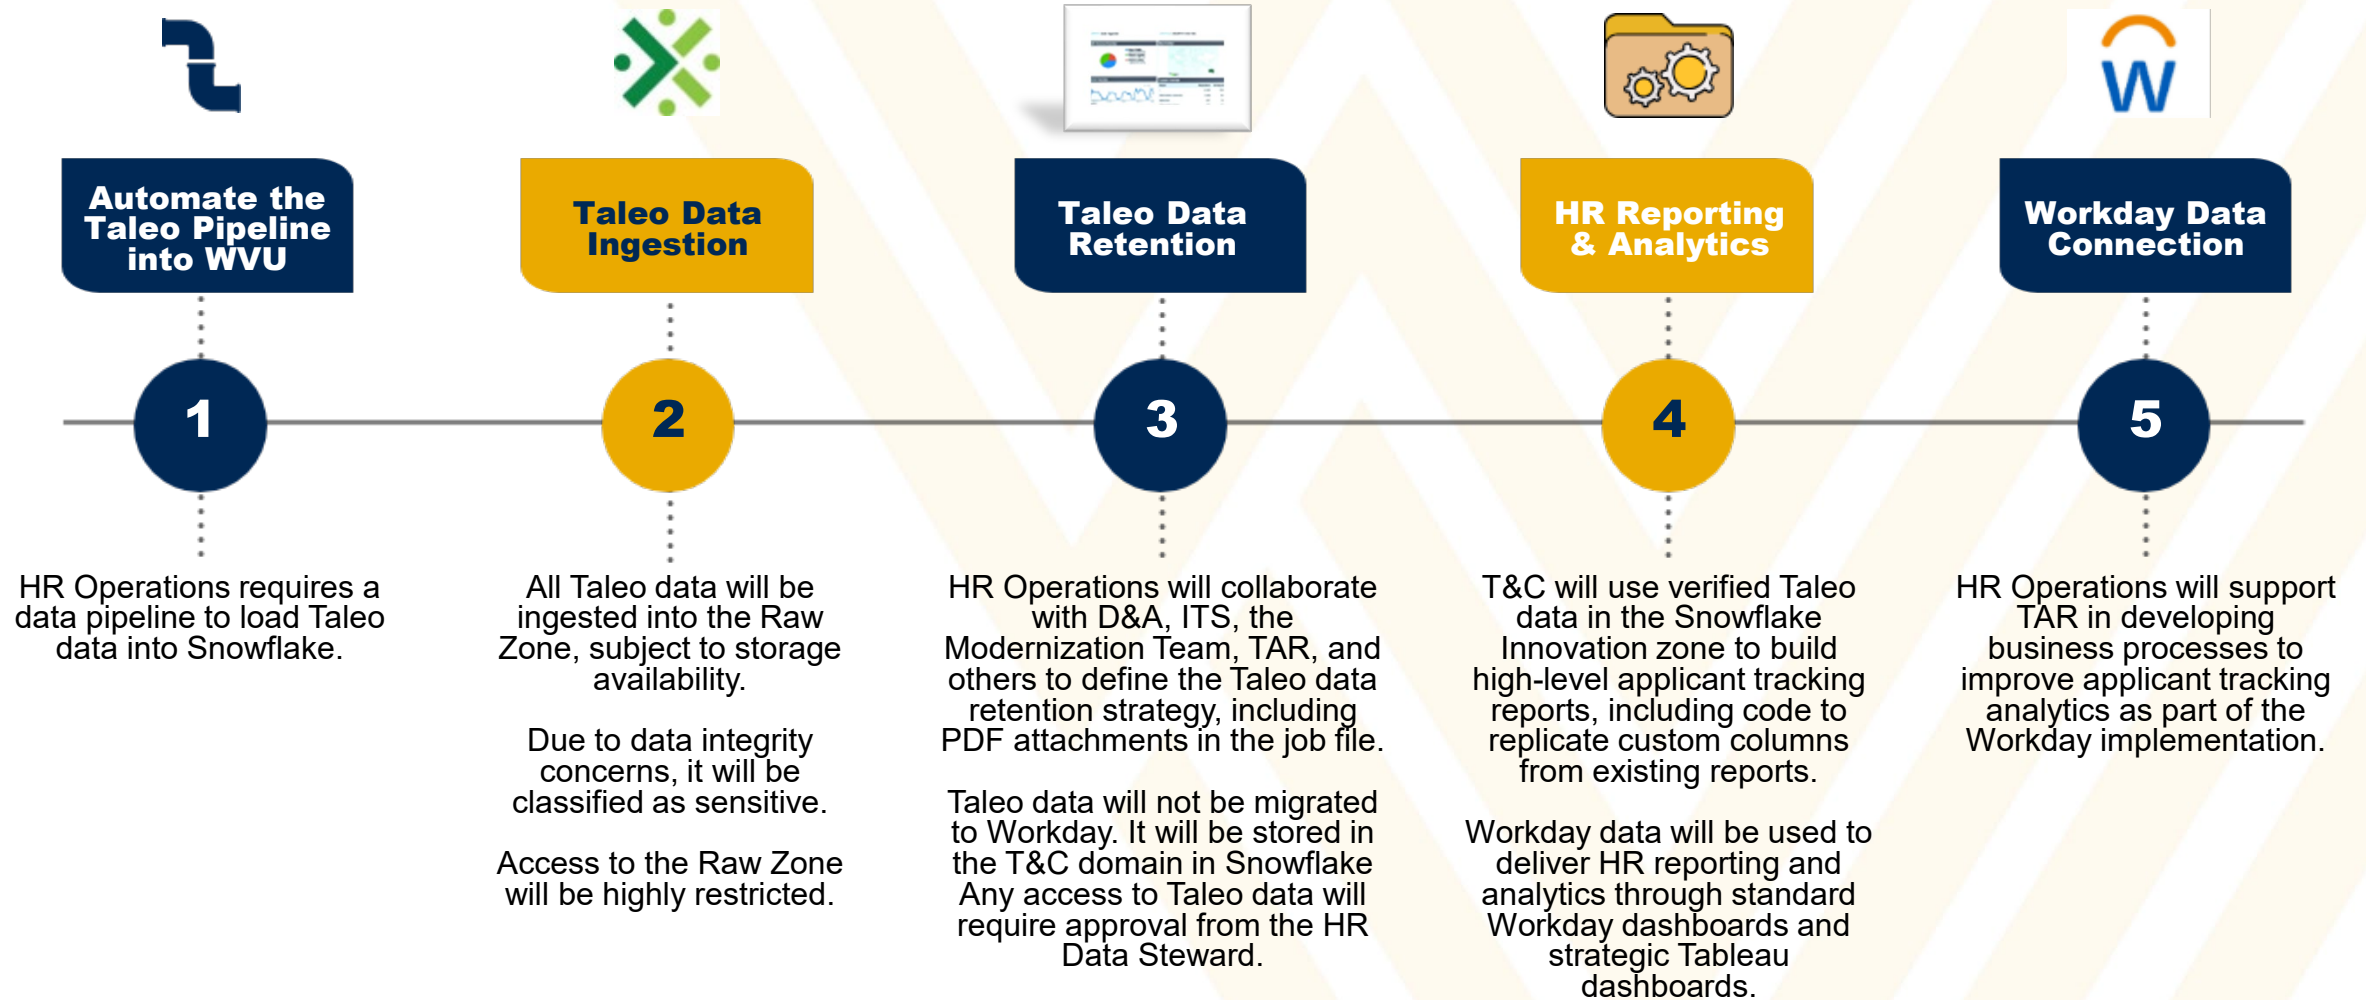 Automate the
Taleo Pipeline
into WVU
Taleo Data
Ingestion
Taleo Data
Retention
HR Reporting
& Analytics
Workday Data
Connection
1
2
3
4
5
HR Operations requires a
data pipeline to load Taleo
data into Snowflake.
All Taleo data will be
ingested into the Raw
Zone, subject to storage
availability.
Due to data integrity
concerns, it will be
classified as sensitive.
Access to the Raw Zone
will be highly restricted.
HR Operations will collaborate
with D&A, ITS, the
Modernization Team, TAR, and
others to define the Taleo data
retention strategy, including
PDF attachments in the job file.
Taleo data will not be migrated
to Workday. It will be stored in
the T&C domain in Snowflake
Any access to Taleo data will
require approval from the HR
Data Steward.
T&C will use verified Taleo
data in the Snowflake
Innovation zone to build
high-level applicant tracking
reports, including code to
replicate custom columns
from existing reports.
Workday data will be used to
deliver HR reporting and
analytics through standard
Workday dashboards and
strategic Tableau
dashboards.
HR Operations will support
TAR in developing
business processes to
improve applicant tracking
analytics as part of the
Workday implementation.